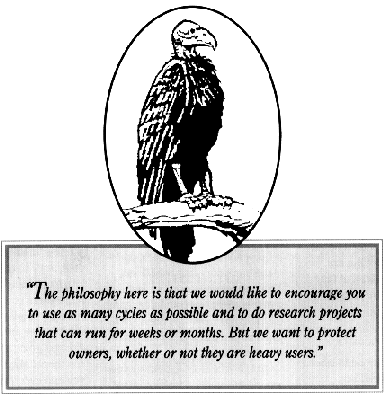 "The philosophy here is that we would like to encourage you
to use as many cycles as possible and to do research projects
that can run for weeks or months. But we want to protect
owners, whether or not they are heavy users."